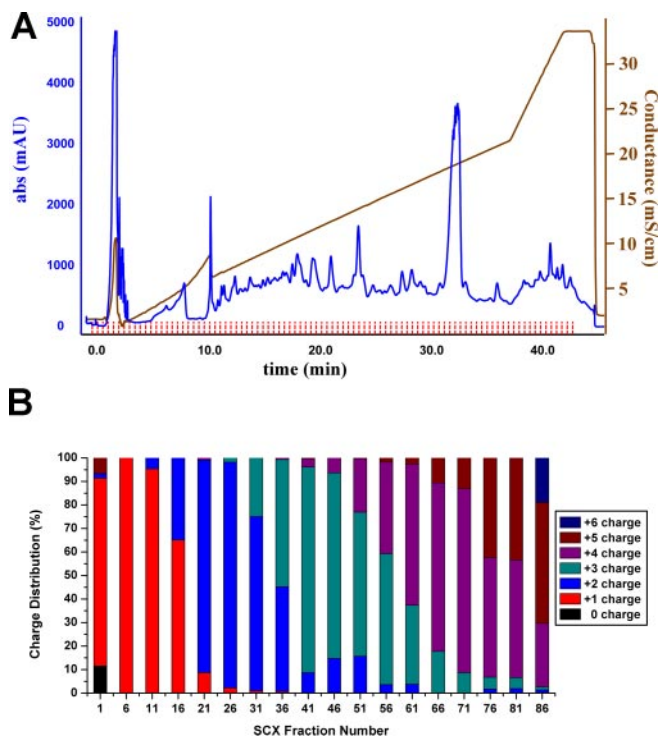 A
5000
4000
3000
2000
1000
0
abs (mAU)
30
25
20
15
10
5
Conductance (mS/cm)
0.0 10.0 20.0 30.0 40.0
time (min)
B
100
90
80
70
60
50
40
30
20
10
0
Charge Distribution (%)
1 6 11 16 21 26 31 36 41 46 51 56 61 66 71 76 81 86
SCX Fraction Number
+6 charge
+5 charge
+4 charge
+3 charge
+2 charge
+1 charge
0 charge